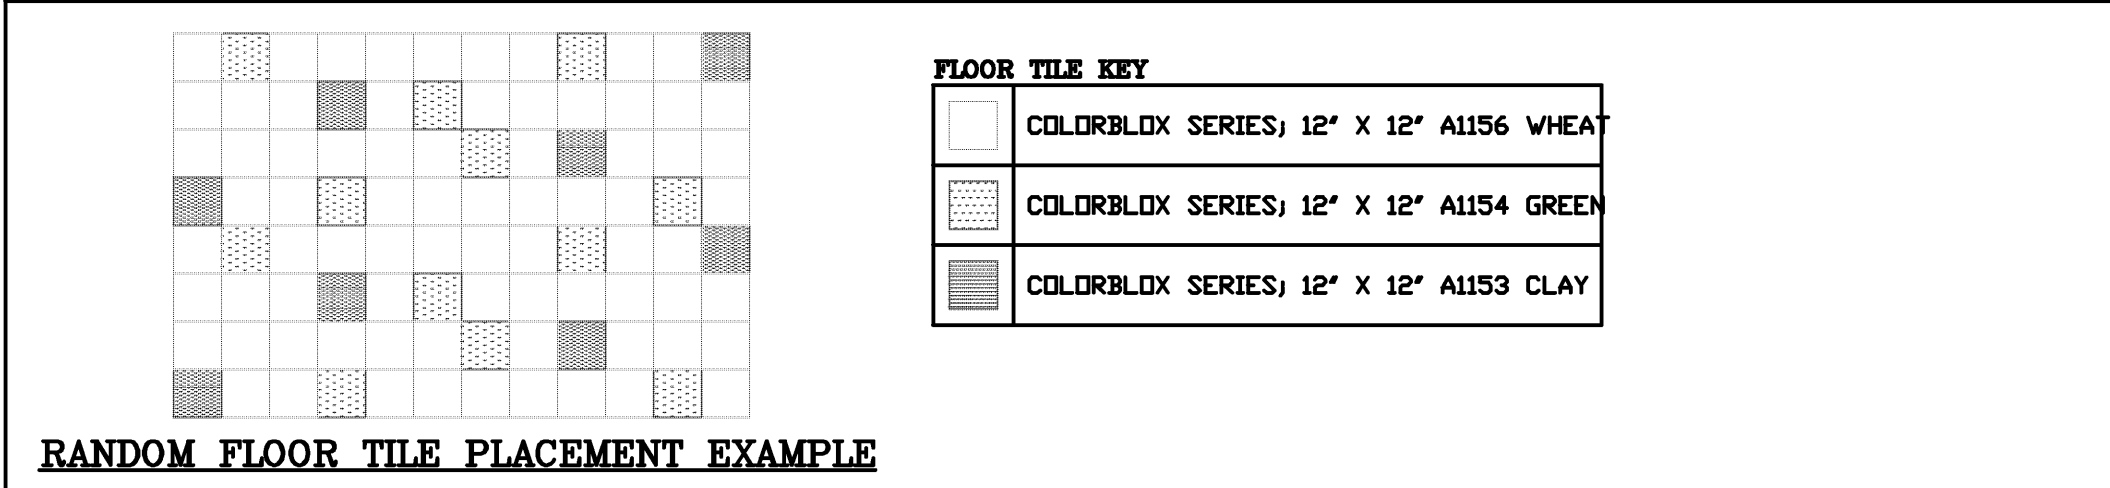 FLOOR TILE KEY
COLORBLOX SERIES; 12" X 12" A1156 WHEAT
COLORBLOX SERIES; 12" X 12" A1154 GREEN
COLORBLOX SERIES; 12" X 12" A1153 CLAY
RANDOM FLOOR TILE PLACEMENT EXAMPLE